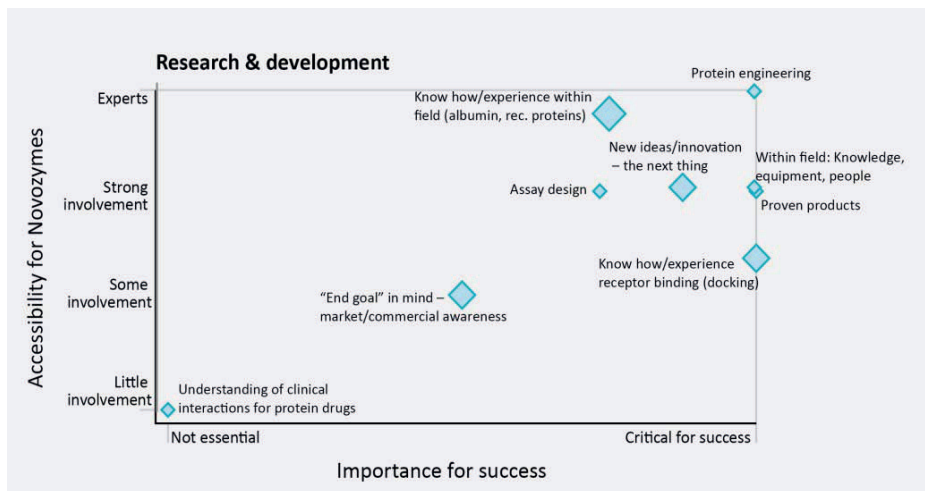 Research & development
Protein engineering
Experts
Know how/experience within
field (albumin, rec. proteins)
New ideas/innovation
– the next thing
Within field: Knowledge,
equipment, people
Strong
involvement
Assay design
Proven products
Know how/experience
receptor binding (docking)
Some
involvement
“End goal” in mind –
market/commercial awareness
Little
involvement
Understanding of clinical
interactions for protein drugs
Accessibility for Novozymes
Not essential
Critical for success
Importance for success